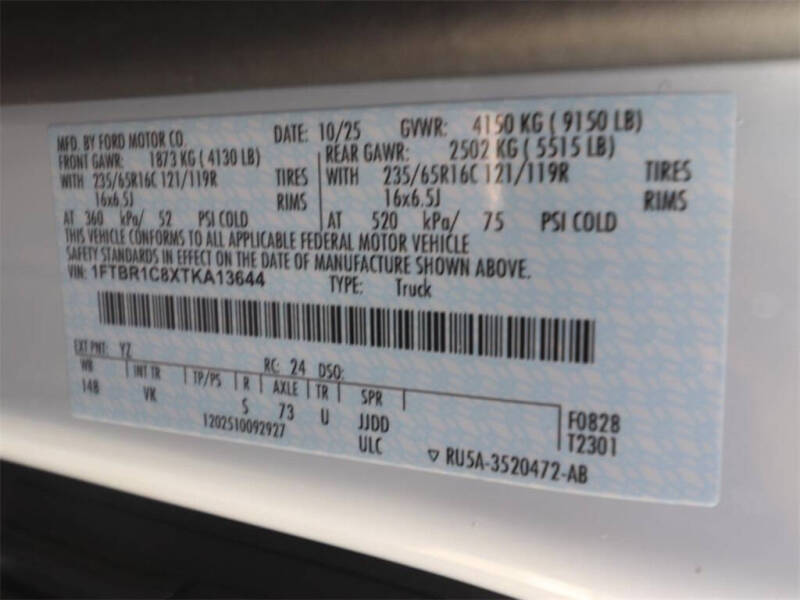 MFD. BY FORD MOTOR CO. DATE: 10/25 GVWR: 4150 KG ( 9150 LB)
FRONT GAWR: 1873 KG ( 4130 LB) REAR GAWR: 2502 KG ( 5515 LB)
WITH 235/65R16C 121/119R TIRES WITH 235/65R16C 121/119R TIRES
16x6.5J RIMS 16x6.5J RIMS
AT 360 kPa/ 52 PSI COLD AT 520 kPa/ 75 PSI COLD
THIS VEHICLE CONFORMS TO ALL APPLICABLE FEDERAL MOTOR VEHICLE
SAFETY STANDARDS IN EFFECT ON THE DATE OF MANUFACTURE SHOWN ABOVE.
VIN: 1FTBR1C8XTKA13644 TYPE: Truck
EXT PNT: YZ RC: 24 DSO:
WB INT TR TP/PS R AXLE TR SPR
148 VK S 73 U JJDD F0828
1202510092927 ULC T2301
RU5A-3520472-AB